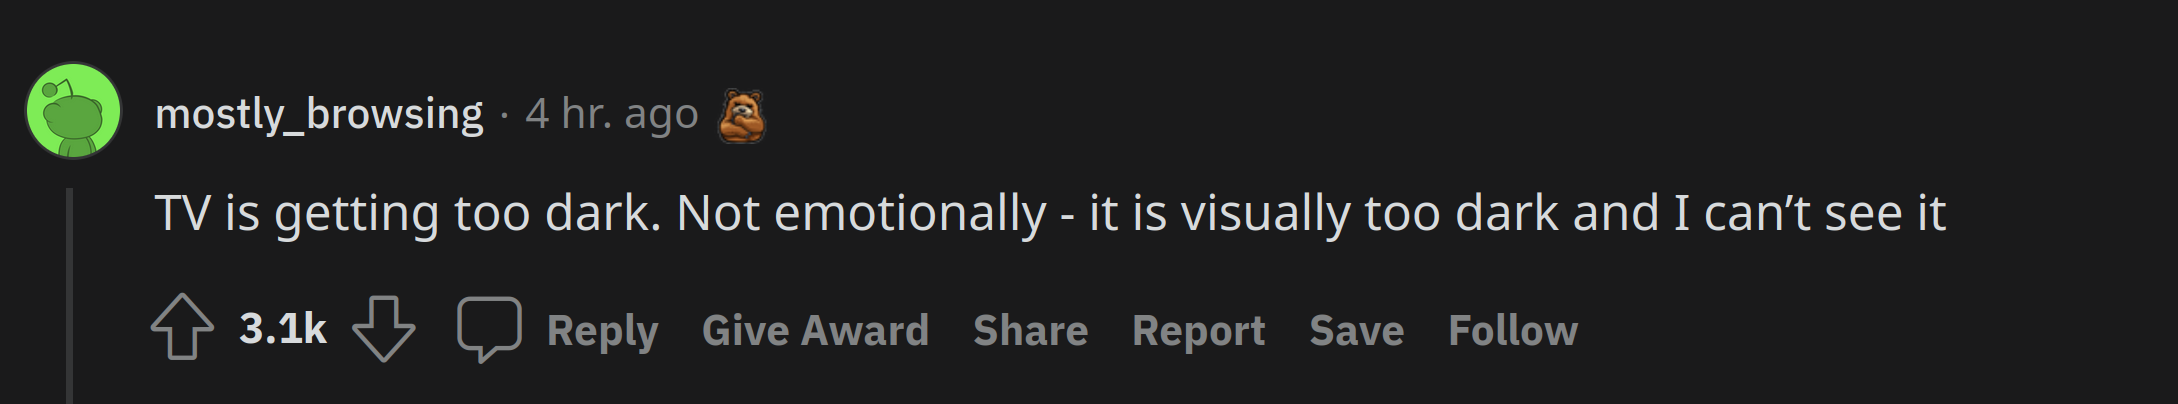 mostly_browsing · 4 hr. ago
TV is getting too dark. Not emotionally - it is visually too dark and I can’t see it
3.1k Reply Give Award Share Report Save Follow